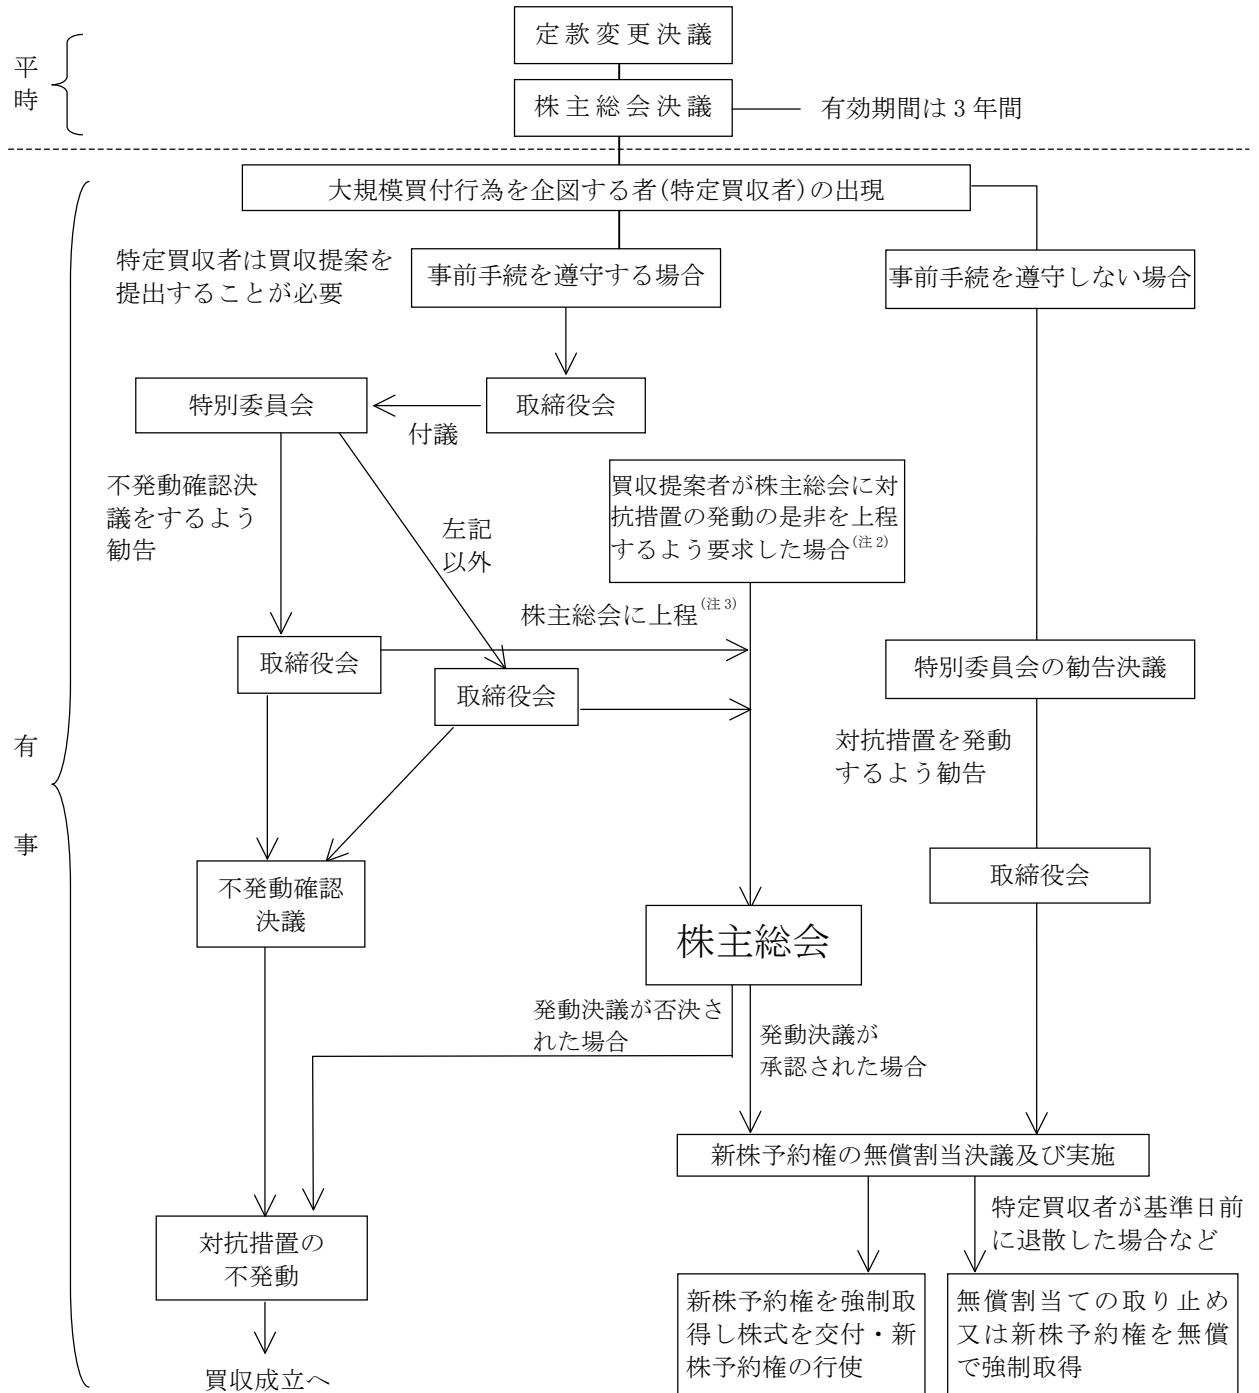 定款変更決議
平
時
株主総会決議
有効期間は3年間
大規模買付行為を企図する者(特定買収者)の出現
特定買収者は買収提案を
提出することが必要
事前手続を遵守する場合
事前手続を遵守しない場合
特別委員会
取締役会
付議
不発動確認決
議をするよう
勧告
左記
以外
買収提案者が株主総会に対
抗措置の発動の是非を上程
するよう要求した場合(注2)
株主総会に上程(注3)
取締役会
取締役会
特別委員会の勧告決議
対抗措置を発動
するよう勧告
有
事
不発動確認
決議
取締役会
株主総会
発動決議が否決さ
れた場合
発動決議が
承認された場合
新株予約権の無償割当決議及び実施
特定買収者が基準日前
に退散した場合など
対抗措置の
不発動
新株予約権を強制取
得し株式を交付・新
株予約権の行使
無償割当ての取り止め
又は新株予約権を無償
で強制取得
買収成立へ